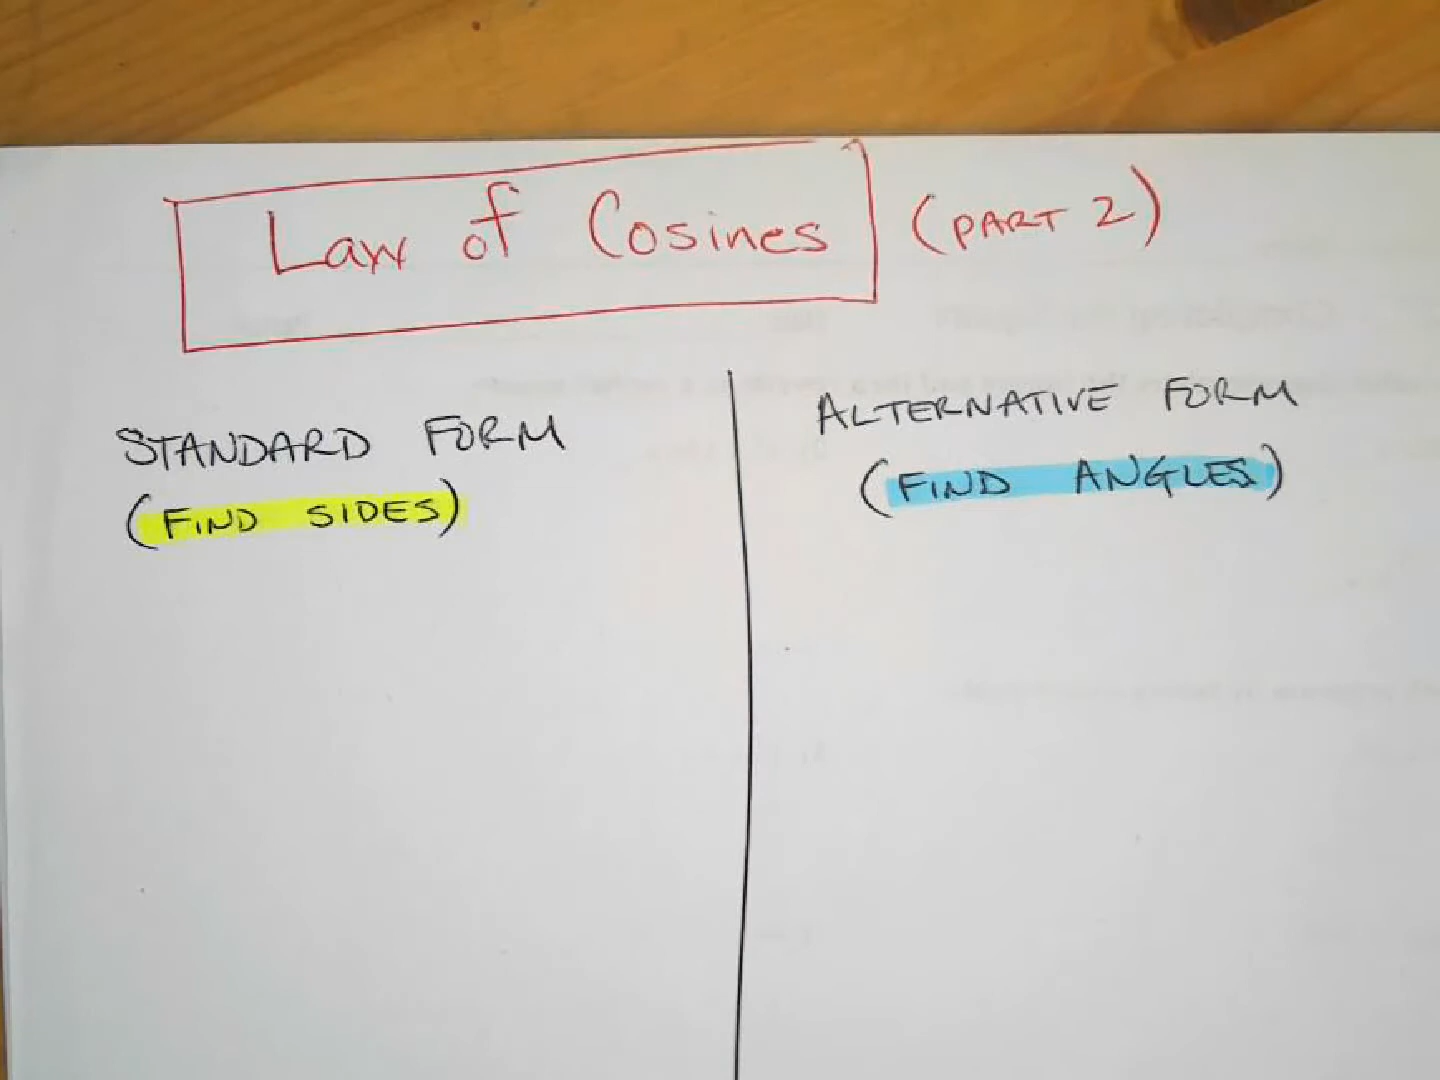 Law of Cosines (PART 2)
STANDARD FORM
(FIND SIDES)
ALTERNATIVE FORM
(FIND ANGLES)